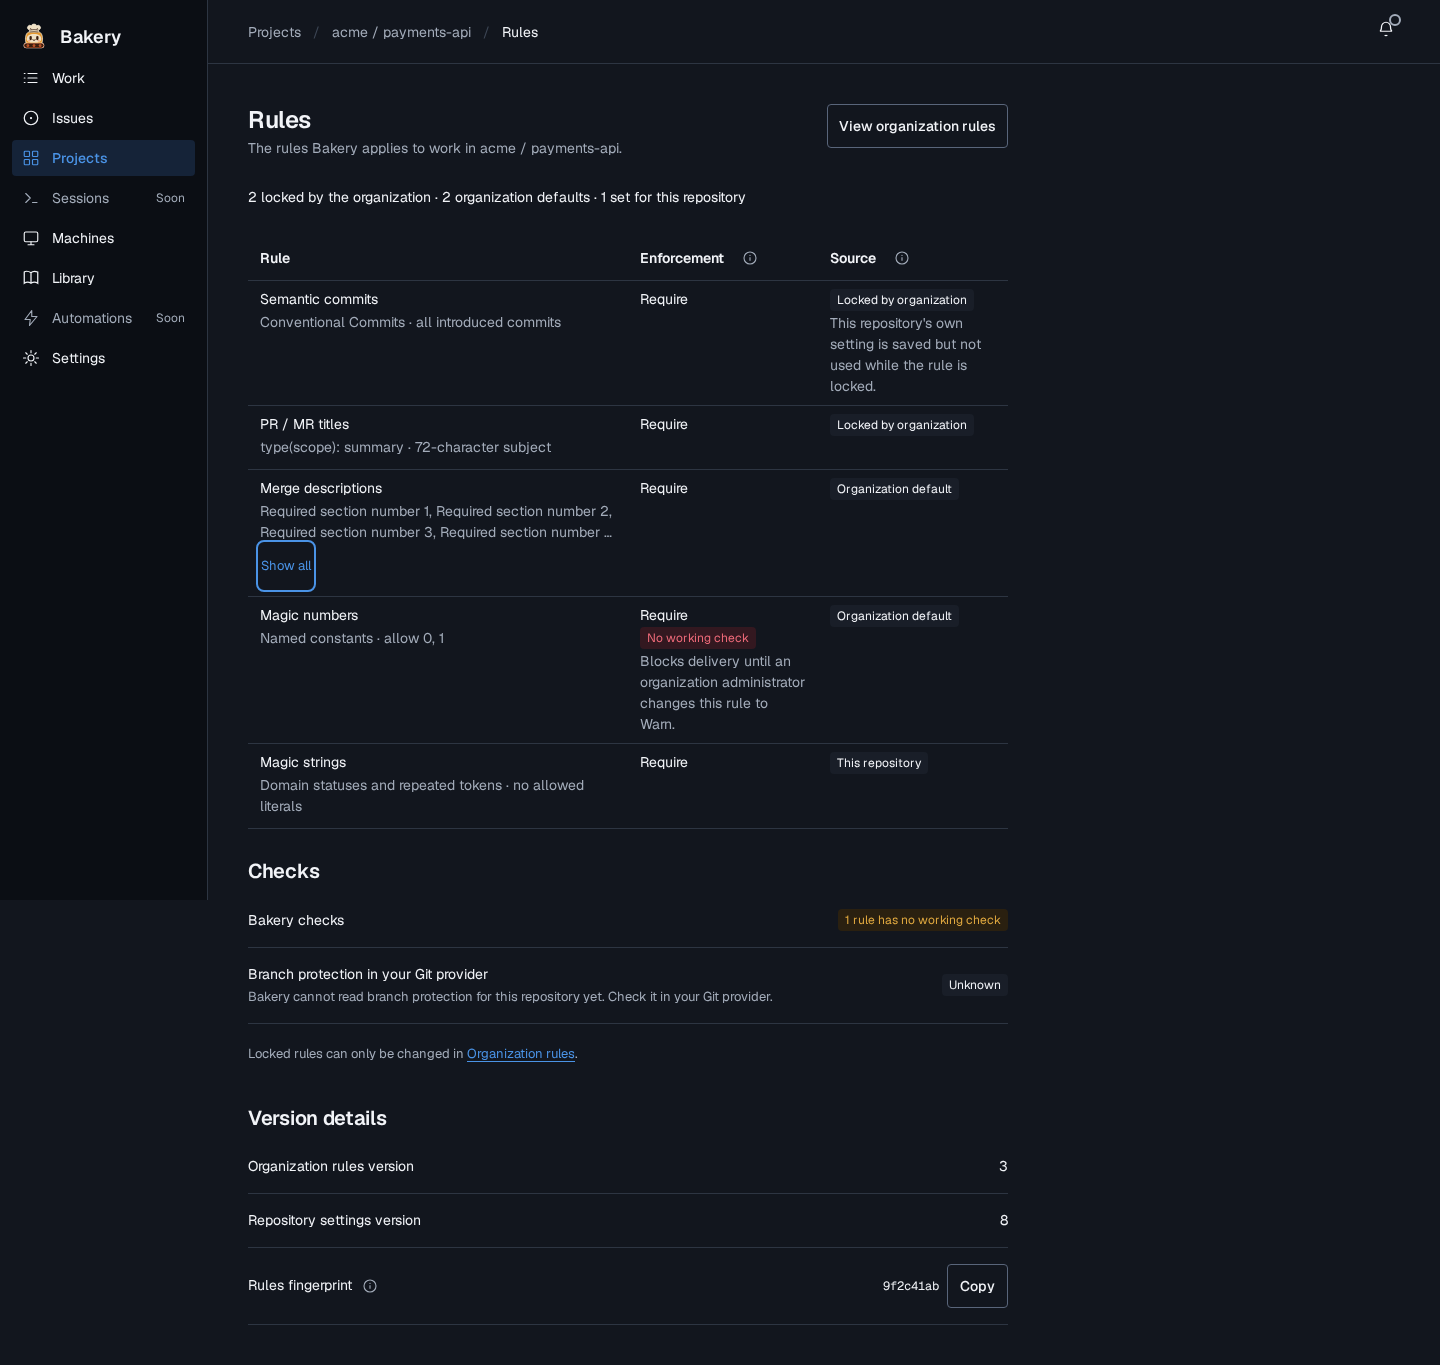 Bakery
Work
Issues
Projects
Sessions Soon
Machines
Library
Automations Soon
Settings
Projects / acme / payments-api / Rules
Rules
The rules Bakery applies to work in acme / payments-api.
View organization rules
2 locked by the organization · 2 organization defaults · 1 set for this repository
Rule Enforcement Source
Semantic commits
Conventional Commits · all introduced commits
Require
Locked by organization
This repository's own
setting is saved but not
used while the rule is
locked.
PR / MR titles
type(scope): summary · 72-character subject
Require
Locked by organization
Merge descriptions
Required section number 1, Required section number 2,
Required section number 3, Required section number ...
Show all
Require
Organization default
Magic numbers
Named constants · allow 0, 1
Require
No working check
Blocks delivery until an
organization administrator
changes this rule to
Warn.
Organization default
Magic strings
Domain statuses and repeated tokens · no allowed
literals
Require
This repository
Checks
Bakery checks
1 rule has no working check
Branch protection in your Git provider
Bakery cannot read branch protection for this repository yet. Check it in your Git provider.
Unknown
Locked rules can only be changed in Organization rules.
Version details
Organization rules version 3
Repository settings version 8
Rules fingerprint 9f2c41ab Copy